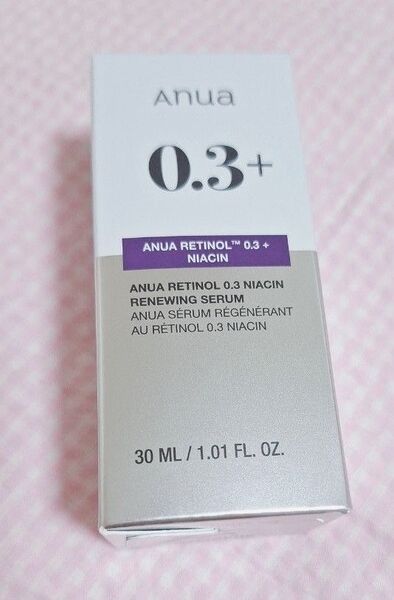 Anua
0.3+
ANUA RETINOL™ 0.3 +
NIACIN
ANUA RETINOL 0.3 NIACIN
RENEWING SERUM
ANUA SÉRUM RÉGÉNÉRANT
AU RÉTINOL 0.3 NIACIN
30 ML / 1.01 FL. OZ.